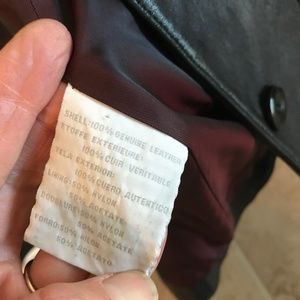 SHELL:100% GENUINE LEATHER
ETOFFE EXTERIEURE:
100% CUIR VERITABLE
TELA EXTERIOR:
100% CUERO AUTENTICO
LINING:50% NYLON
50% ACETATE
DOUBLURE:50% NYLON
50% ACETATE
FORRO:50% NILON
50% ACETATO